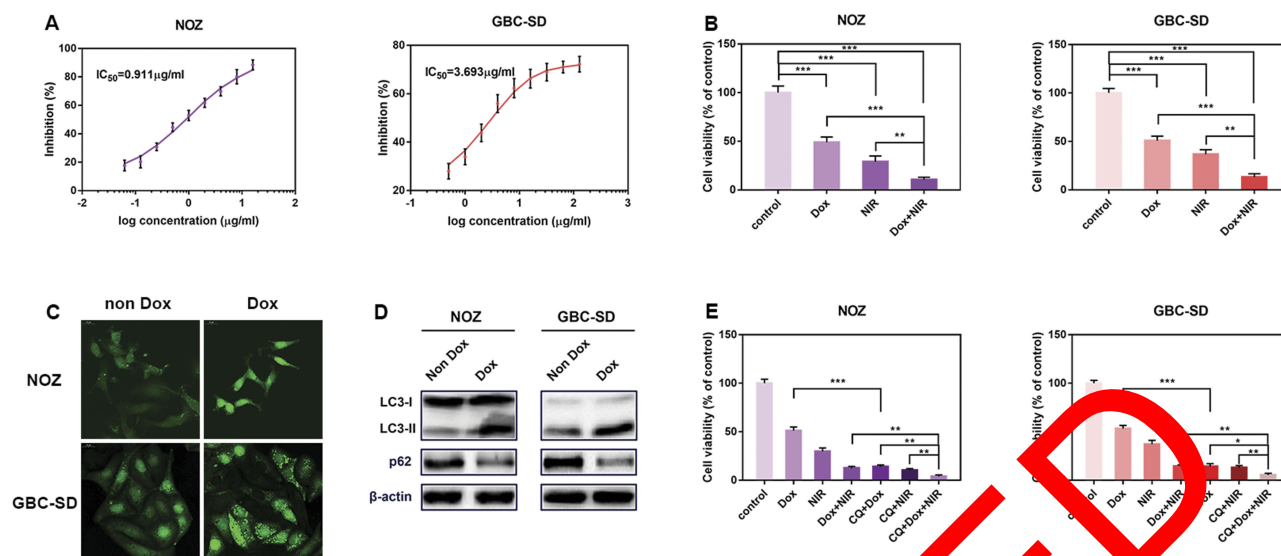 A
NOZ
Inhibition (%)
100
80
60
40
20
0
IC50=0.911μg/ml
-2
-1
0
1
2
log concentration (μg/ml)
GBC-SD
Inhibition (%)
80
60
40
20
IC50=3.693μg/ml
-1
0
1
2
3
log concentration (μg/ml)
B
NOZ
Cell viability (% of control)
150
100
50
0
***
***
***
***
**
control
Dox
NIR
Dox+NIR
GBC-SD
Cell viability (% of control)
150
100
50
0
***
***
***
***
**
control
Dox
NIR
Dox+NIR
C
non Dox
Dox
NOZ
GBC-SD
D
NOZ
GBC-SD
Non Dox
Dox
Non Dox
Dox
LC3-I
LC3-II
p62
β-actin
E
NOZ
Cell viability (% of control)
150
100
50
0
***
**
**
**
control
Dox
NIR
Dox+NIR
CQ+Dox
CQ+NIR
CQ+Dox+NIR
GBC-SD
Cell viability (% of control)
150
100
50
0
***
**
*
**
control
Dox
NIR
Dox+NIR
CQ+NIR
CQ+Dox+NIR